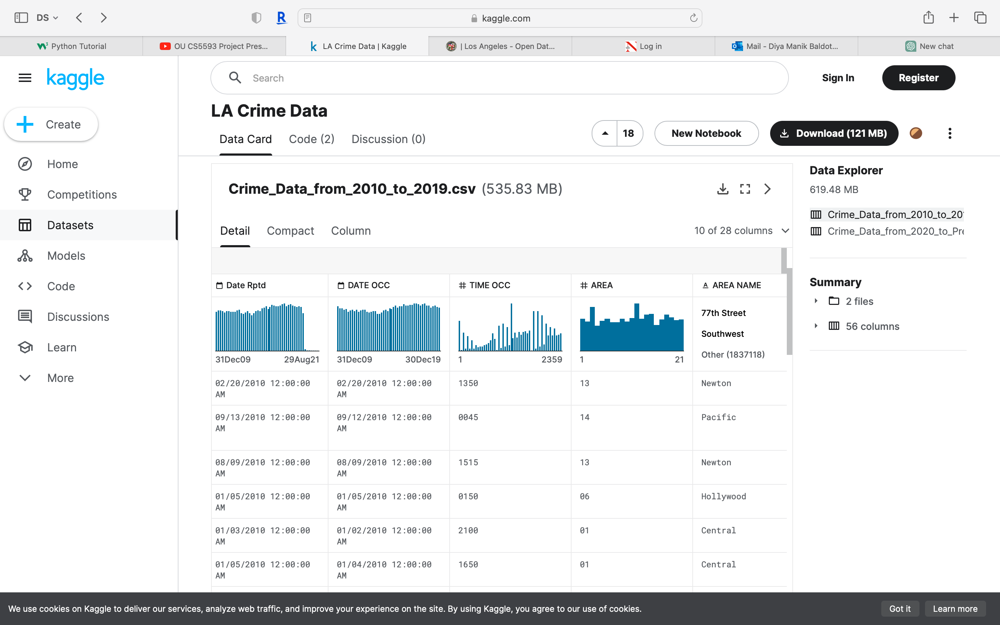 DS
kaggle.com
Python Tutorial
OU CS5593 Project Pres...
LA Crime Data | Kaggle
| Los Angeles - Open Dat...
Log in
Mail - Diya Manik Baldot...
New chat
kaggle
Search
Sign In
Register
Create
Home
Competitions
Datasets
Models
Code
Discussions
Learn
More
LA Crime Data
Data Card
Code (2)
Discussion (0)
18
New Notebook
Download (121 MB)
Crime_Data_from_2010_to_2019.csv (535.83 MB)
Detail
Compact
Column
10 of 28 columns
Date Rptd
DATE OCC
# TIME OCC
# AREA
A AREA NAME
31Dec09 29Aug21
31Dec09 30Dec19
1 2359
1 21
77th Street
Southwest
Other (1837118)
02/20/2010 12:00:00 AM
02/20/2010 12:00:00 AM
1350
13
Newton
09/13/2010 12:00:00 AM
09/12/2010 12:00:00 AM
0045
14
Pacific
08/09/2010 12:00:00 AM
08/09/2010 12:00:00 AM
1515
13
Newton
01/05/2010 12:00:00 AM
01/05/2010 12:00:00 AM
0150
06
Hollywood
01/03/2010 12:00:00 AM
01/02/2010 12:00:00 AM
2100
01
Central
01/05/2010 12:00:00 AM
01/04/2010 12:00:00 AM
1650
01
Central
Data Explorer
619.48 MB
Crime_Data_from_2010_to_201
Crime_Data_from_2020_to_Pre
Summary
2 files
56 columns
We use cookies on Kaggle to deliver our services, analyze web traffic, and improve your experience on the site. By using Kaggle, you agree to our use of cookies.
Got it
Learn more